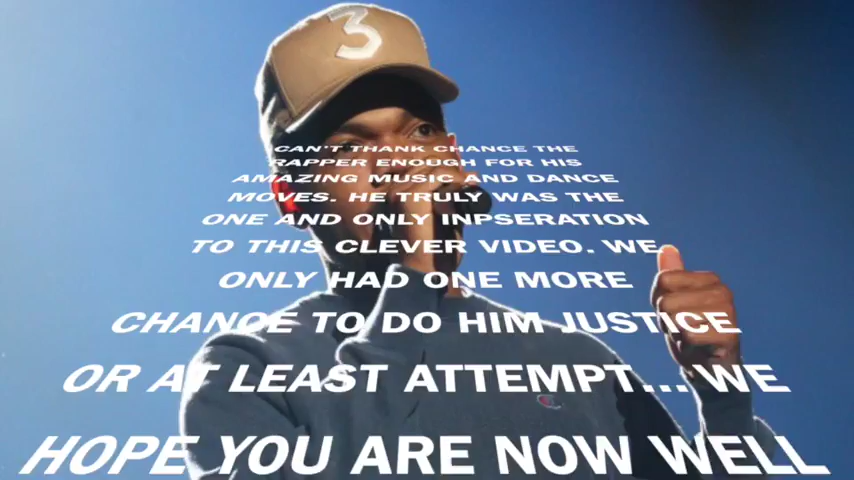 3
CAN'T THANK CHANCE THE
RAPPER ENOUGH FOR HIS
AMAZING MUSIC AND DANCE
MOVES. HE TRULY WAS THE
ONE AND ONLY INPSERATION
TO THIS CLEVER VIDEO. WE
ONLY HAD ONE MORE
CHANCE TO DO HIM JUSTICE
OR AT LEAST ATTEMPT... WE
HOPE YOU ARE NOW WELL